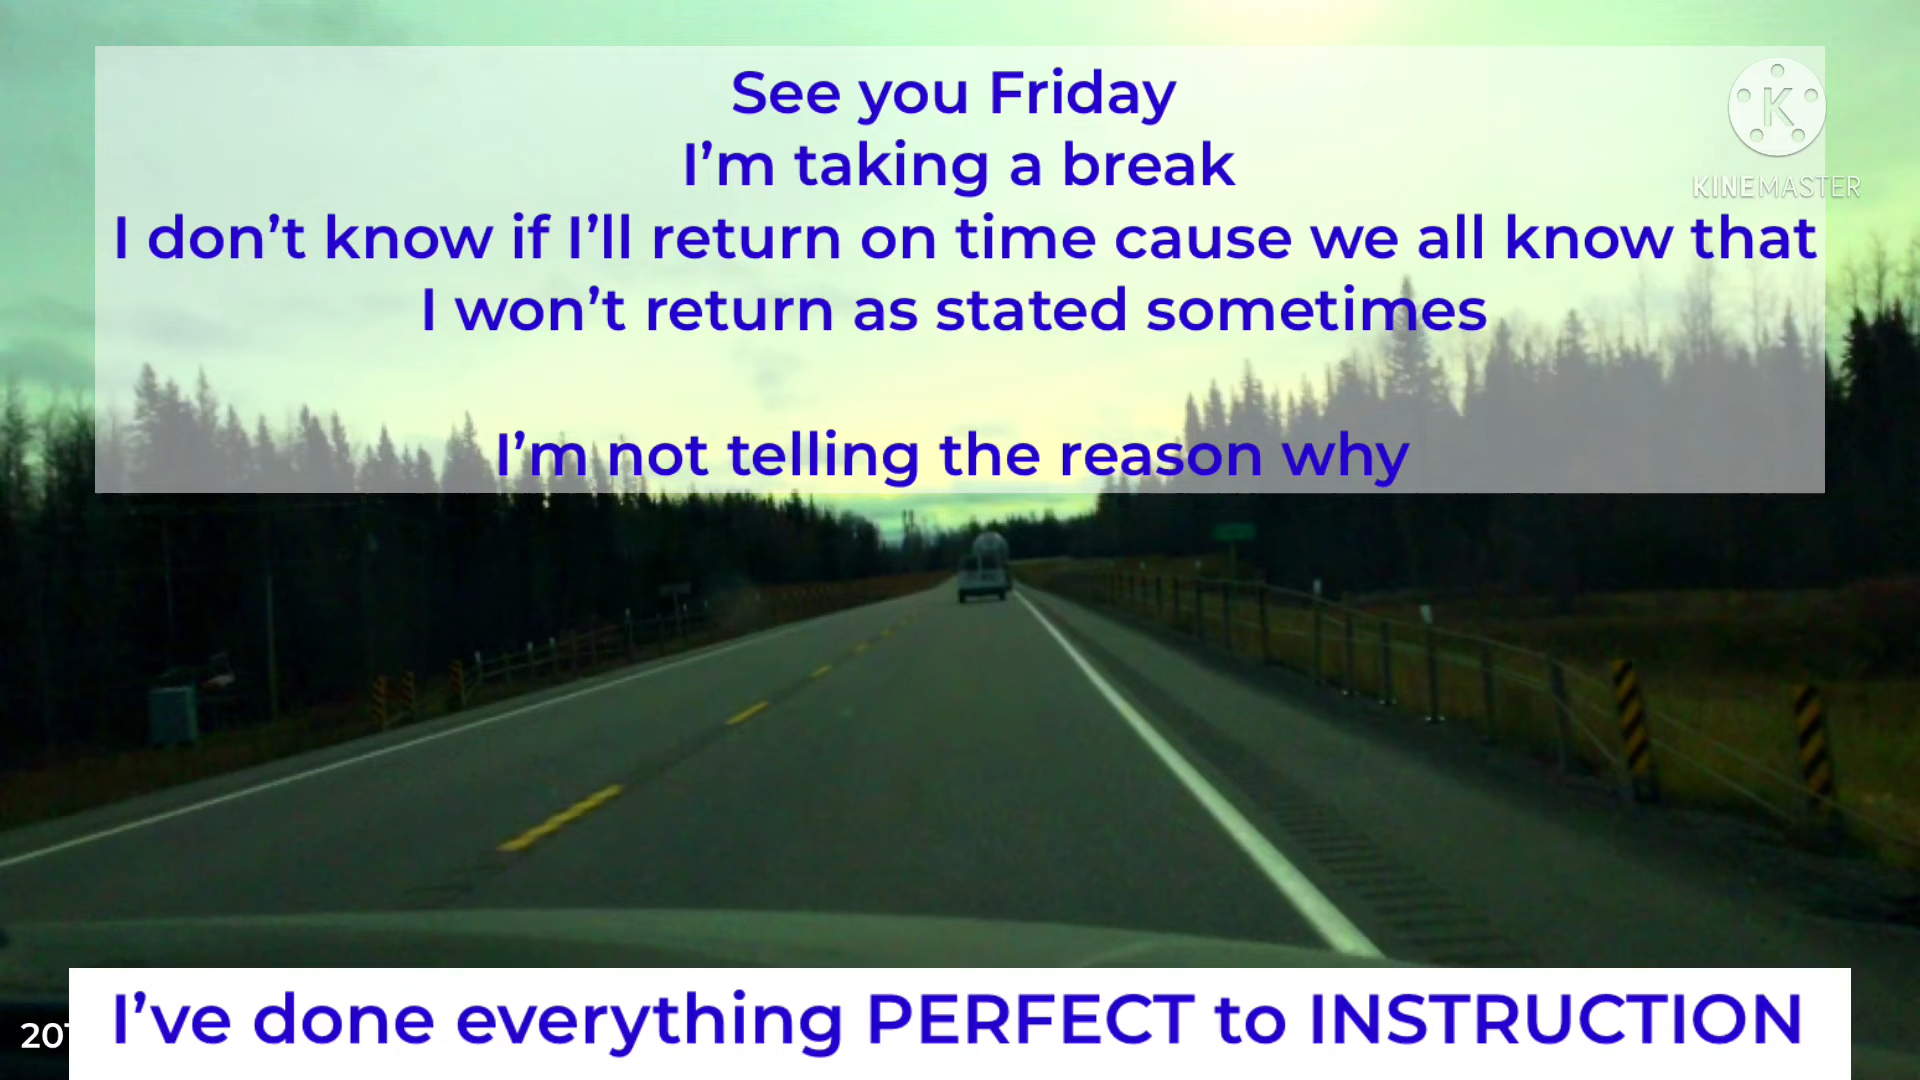 See you Friday
I’m taking a break
I don’t know if I’ll return on time cause we all know that
I won’t return as stated sometimes
I’m not telling the reason why
KINEMASTER
I’ve done everything PERFECT to INSTRUCTION